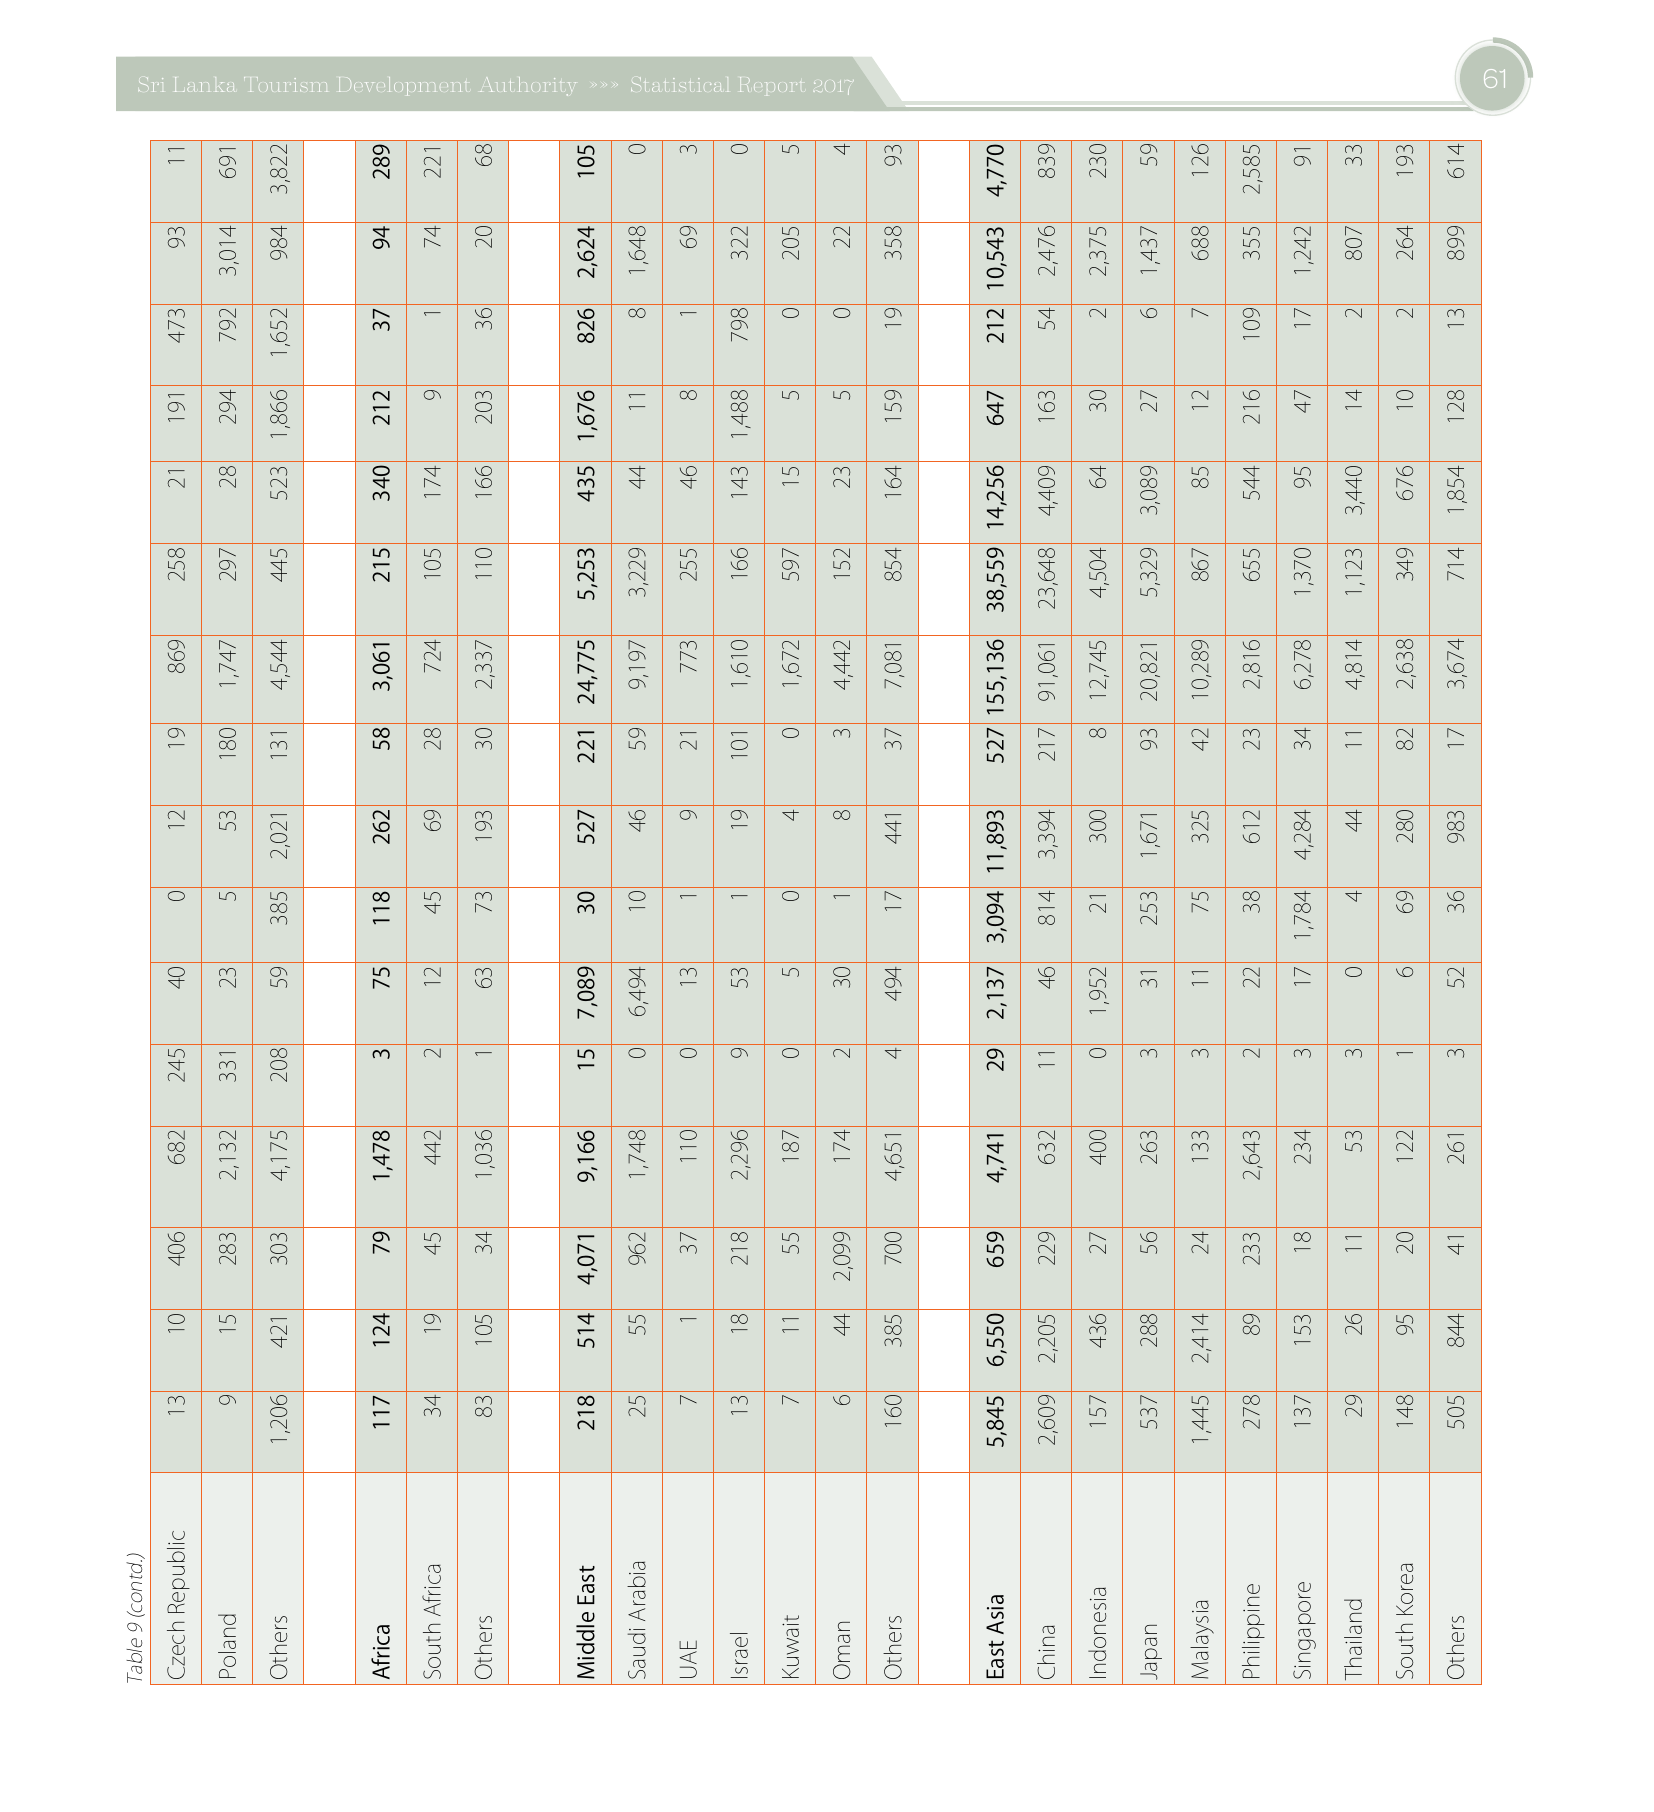 Sri Lanka Tourism Development Authority »»» Statistical Report 2017
61
Table 9 (contd.)
Czech Republic 13 10 406 682 245 40 0 12 19 869 258 21 191 473 93 11
Poland 9 15 283 2,132 331 23 5 53 180 1,747 297 28 294 792 3,014 691
Others 1,206 421 303 4,175 208 59 385 2,021 131 4,544 445 523 1,866 1,652 984 3,822
Africa 117 124 79 1,478 3 75 118 262 58 3,061 215 340 212 37 94 289
South Africa 34 19 45 442 2 12 45 69 28 724 105 174 9 1 74 221
Others 83 105 34 1,036 1 63 73 193 30 2,337 110 166 203 36 20 68
Middle East 218 514 4,071 9,166 15 7,089 30 527 221 24,775 5,253 435 1,676 826 2,624 105
Saudi Arabia 25 55 962 1,748 0 6,494 10 46 59 9,197 3,229 44 11 8 1,648 0
UAE 7 1 37 110 0 13 1 9 21 773 255 46 8 1 69 3
Israel 13 18 218 2,296 9 53 1 19 101 1,610 166 143 1,488 798 322 0
Kuwait 7 11 55 187 0 5 0 4 0 1,672 597 15 5 0 205 5
Oman 6 44 2,099 174 2 30 1 8 3 4,442 152 23 5 0 22 4
Others 160 385 700 4,651 4 494 17 441 37 7,081 854 164 159 19 358 93
East Asia 5,845 6,550 659 4,741 29 2,137 3,094 11,893 527 155,136 38,559 14,256 647 212 10,543 4,770
China 2,609 2,205 229 632 11 46 814 3,394 217 91,061 23,648 4,409 163 54 2,476 839
Indonesia 157 436 27 400 0 1,952 21 300 8 12,745 4,504 64 30 2 2,375 230
Japan 537 288 56 263 3 31 253 1,671 93 20,821 5,329 3,089 27 6 1,437 59
Malaysia 1,445 2,414 24 133 3 11 75 325 42 10,289 867 85 12 7 688 126
Philippine 278 89 233 2,643 2 22 38 612 23 2,816 655 544 216 109 355 2,585
Singapore 137 153 18 234 3 17 1,784 4,284 34 6,278 1,370 95 47 17 1,242 91
Thailand 29 26 11 53 3 0 4 44 11 4,814 1,123 3,440 14 2 807 33
South Korea 148 95 20 122 1 6 69 280 82 2,638 349 676 10 2 264 193
Others 505 844 41 261 3 52 36 983 17 3,674 714 1,854 128 13 899 614